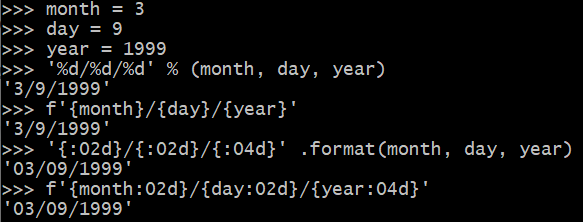 >>> month = 3
>>> day = 9
>>> year = 1999
>>> '%d/%d/%d' % (month, day, year)
'3/9/1999'
>>> f'{month}/{day}/{year}'
'3/9/1999'
>>> '{:02d}/{:02d}/{:04d}' .format(month, day, year)
'03/09/1999'
>>> f'{month:02d}/{day:02d}/{year:04d}'
'03/09/1999'